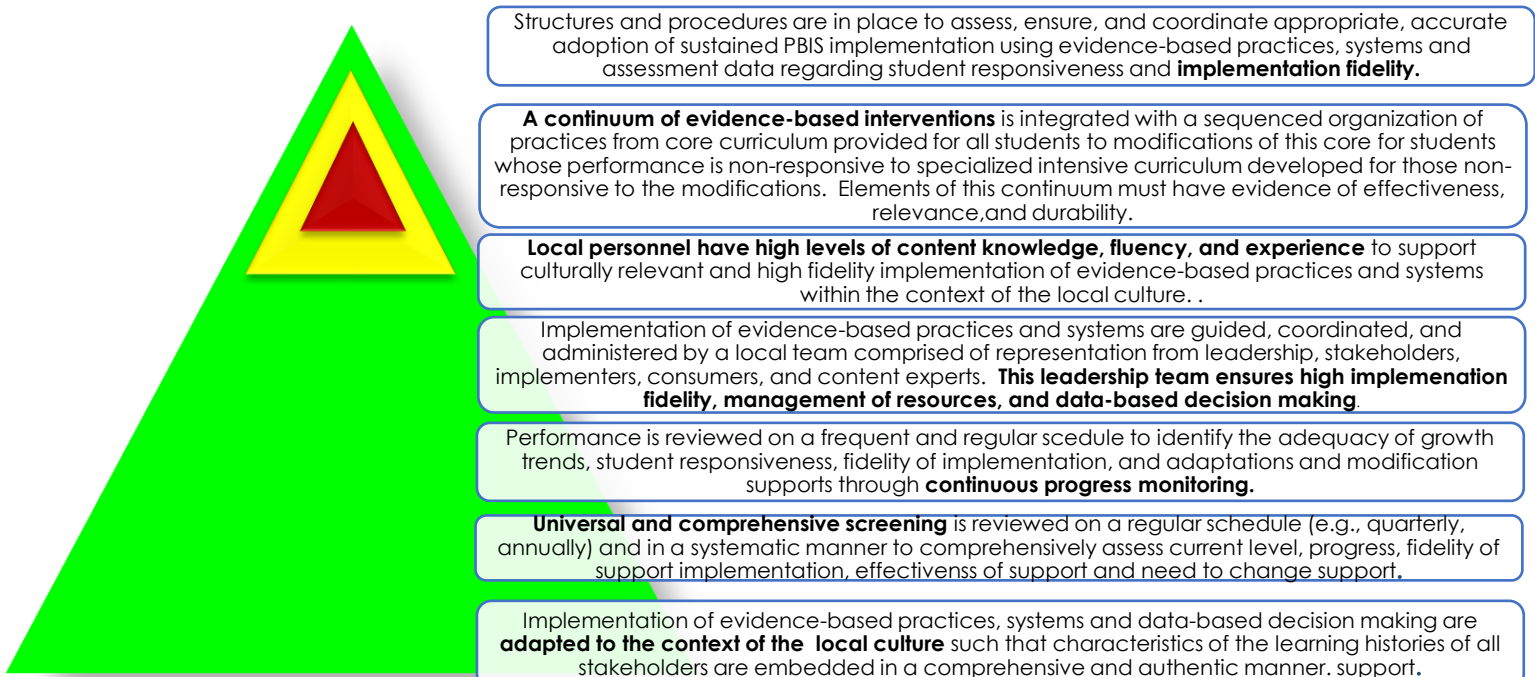 Structures and procedures are in place to assess, ensure, and coordinate appropriate, accurate
adoption of sustained PBIS implementation using evidence-based practices, systems and
assessment data regarding student responsiveness and implementation fidelity.
A continuum of evidence-based interventions is integrated with a sequenced organization of
practices from core curriculum provided for all students to modifications of this core for students
whose performance is non-responsive to specialized intensive curriculum developed for those non-
responsive to the modifications.  Elements of this continuum must have evidence of effectiveness,
relevance,and durability.
Local personnel have high levels of content knowledge, fluency, and experience to support
culturally relevant and high fidelity implementation of evidence-based practices and systems
within the context of the local culture. .
Implementation of evidence-based practices and systems are guided, coordinated, and
administered by a local team comprised of representation from leadership, stakeholders,
implementers, consumers, and content experts.  This leadership team ensures high implemenation
fidelity, management of resources, and data-based decision making.
Performance is reviewed on a frequent and regular scedule to identify the adequacy of growth
trends, student responsiveness, fidelity of implementation, and adaptations and modification
supports through continuous progress monitoring.
Universal and comprehensive screening is reviewed on a regular schedule (e.g., quarterly,
annually) and in a systematic manner to comprehensively assess current level, progress, fidelity of
support implementation, effectivenss of support and need to change support.
Implementation of evidence-based practices, systems and data-based decision making are
adapted to the context of the  local culture such that characteristics of the learning histories of all
stakeholders are embedded in a comprehensive and authentic manner. support.